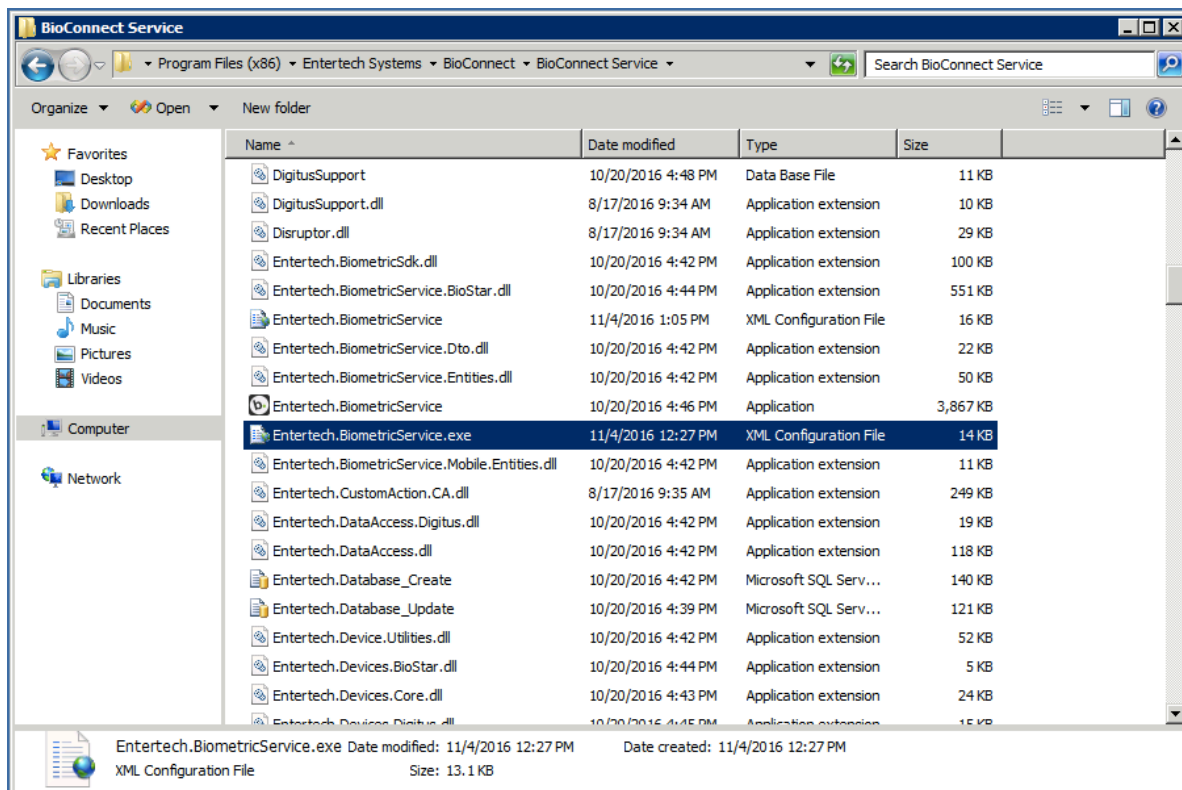 BioConnect Service
Program Files (x86) Entertech Systems BioConnect BioConnect Service Search BioConnect Service
Organize Open New folder
Name Date modified Type Size
Favorites
Desktop
Downloads
Recent Places
Libraries
Documents
Music
Pictures
Videos
Computer
Network
DigitusSupport 10/20/2016 4:48 PM Data Base File 11 KB
DigitusSupport.dll 8/17/2016 9:34 AM Application extension 10 KB
Disruptor.dll 8/17/2016 9:34 AM Application extension 29 KB
Entertech.BiometricSdk.dll 10/20/2016 4:42 PM Application extension 100 KB
Entertech.BiometricService.BioStar.dll 10/20/2016 4:44 PM Application extension 551 KB
Entertech.BiometricService 11/4/2016 1:05 PM XML Configuration File 16 KB
Entertech.BiometricService.Dto.dll 10/20/2016 4:42 PM Application extension 22 KB
Entertech.BiometricService.Entities.dll 10/20/2016 4:42 PM Application extension 50 KB
Entertech.BiometricService 10/20/2016 4:46 PM Application 3,867 KB
Entertech.BiometricService.exe 11/4/2016 12:27 PM XML Configuration File 14 KB
Entertech.BiometricService.Mobile.Entities.dll 10/20/2016 4:42 PM Application extension 11 KB
Entertech.CustomAction.CA.dll 8/17/2016 9:35 AM Application extension 249 KB
Entertech.DataAccess.Digitus.dll 10/20/2016 4:42 PM Application extension 19 KB
Entertech.DataAccess.dll 10/20/2016 4:42 PM Application extension 118 KB
Entertech.Database_Create 10/20/2016 4:42 PM Microsoft SQL Serv... 140 KB
Entertech.Database_Update 10/20/2016 4:39 PM Microsoft SQL Serv... 121 KB
Entertech.Device.Utilities.dll 10/20/2016 4:42 PM Application extension 52 KB
Entertech.Devices.BioStar.dll 10/20/2016 4:44 PM Application extension 5 KB
Entertech.Devices.Core.dll 10/20/2016 4:43 PM Application extension 24 KB
Entertech.Devices.Digitus.dll 10/20/2016 4:45 PM Application extension 15 KB
Entertech.BiometricService.exe Date modified: 11/4/2016 12:27 PM Date created: 11/4/2016 12:27 PM
XML Configuration File Size: 13.1 KB